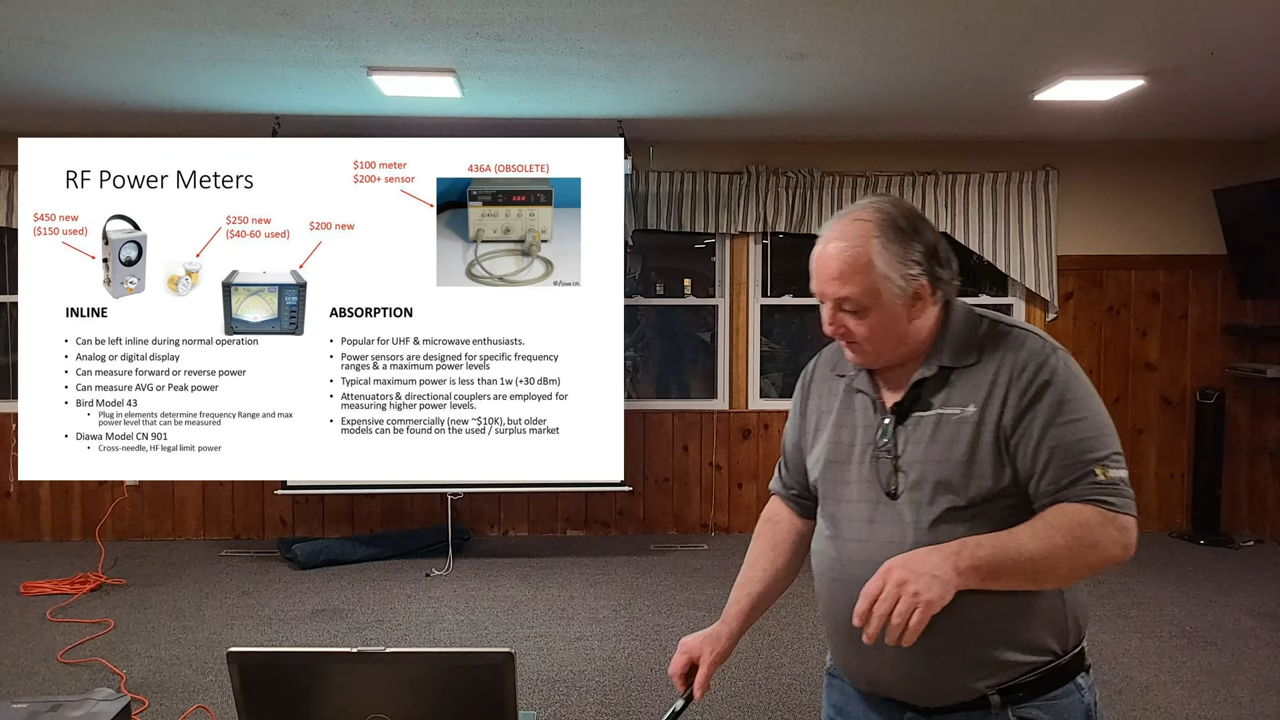 RF Power Meters
$450 new
($150 used)
$250 new
($40-60 used)
$200 new
$100 meter
$200+ sensor
436A (OBSOLETE)
INLINE
• Can be left inline during normal operation
• Analog or digital display
• Can measure forward or reverse power
• Can measure AVG or Peak power
• Bird Model 43
• Plug in elements determine frequency Range and max
power level that can be measured
• Diawa Model CN 901
• Cross-needle, HF legal limit power
ABSORPTION
• Popular for UHF & microwave enthusiasts.
• Power sensors are designed for specific frequency
ranges & a maximum power levels
• Typical maximum power is less than 1w (+30 dBm)
• Attenuators & directional couplers are employed for
measuring higher power levels.
• Expensive commercially (new ~$10K), but older
models can be found on the used / surplus market